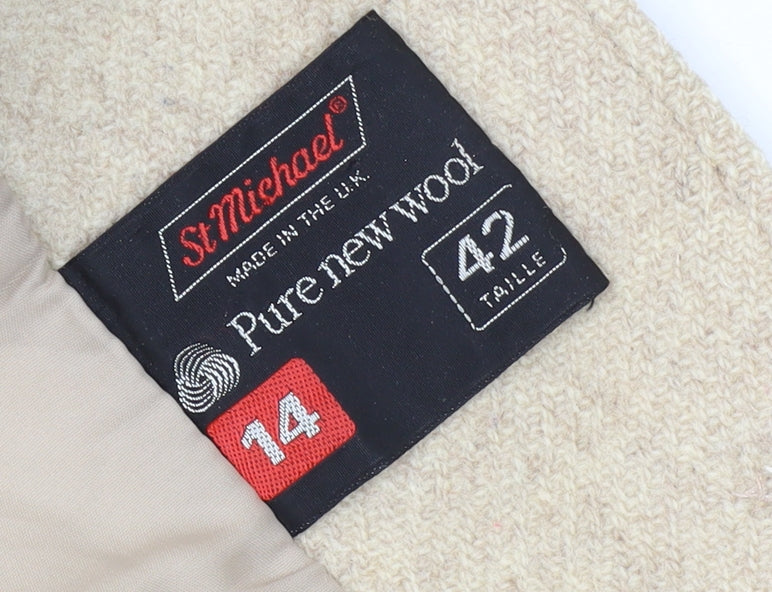 St Michael®
MADE IN THE U.K.
Pure new wool
14
42
TAILLE